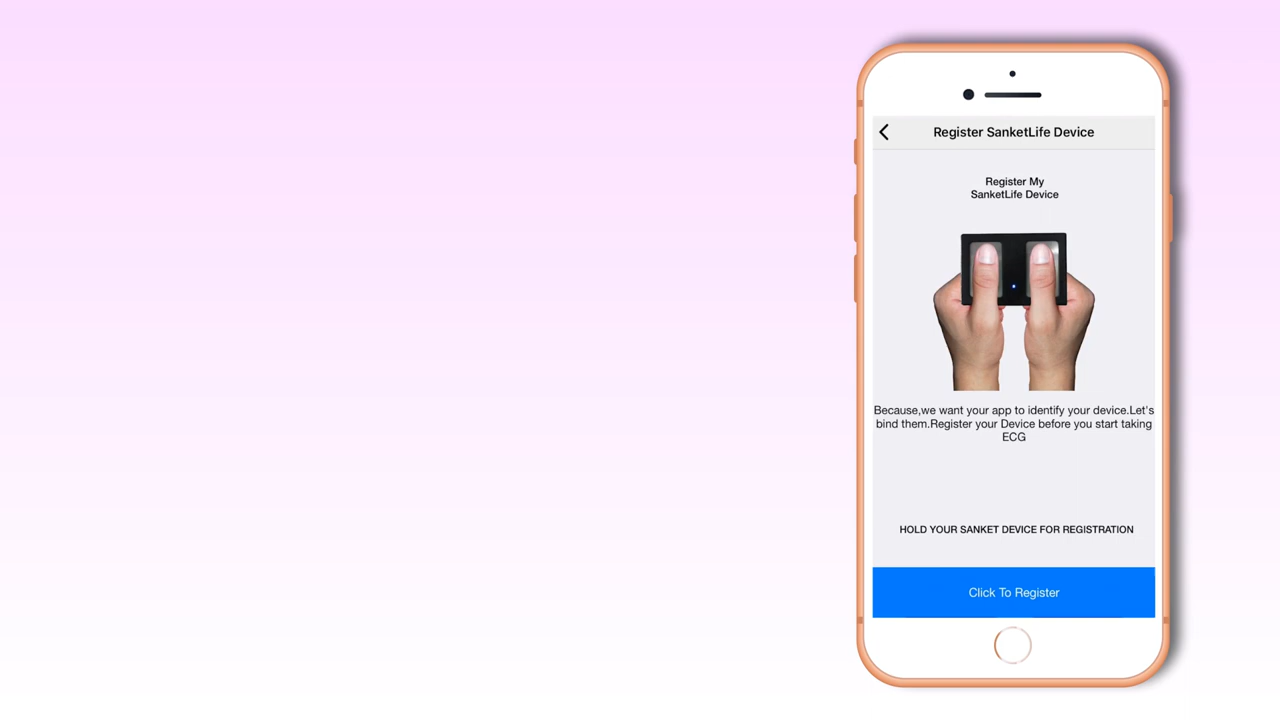 Register SanketLife Device
Register My
SanketLife Device
Because,we want your app to identify your device.Let's
bind them.Register your Device before you start taking
ECG
HOLD YOUR SANKET DEVICE FOR REGISTRATION
Click To Register